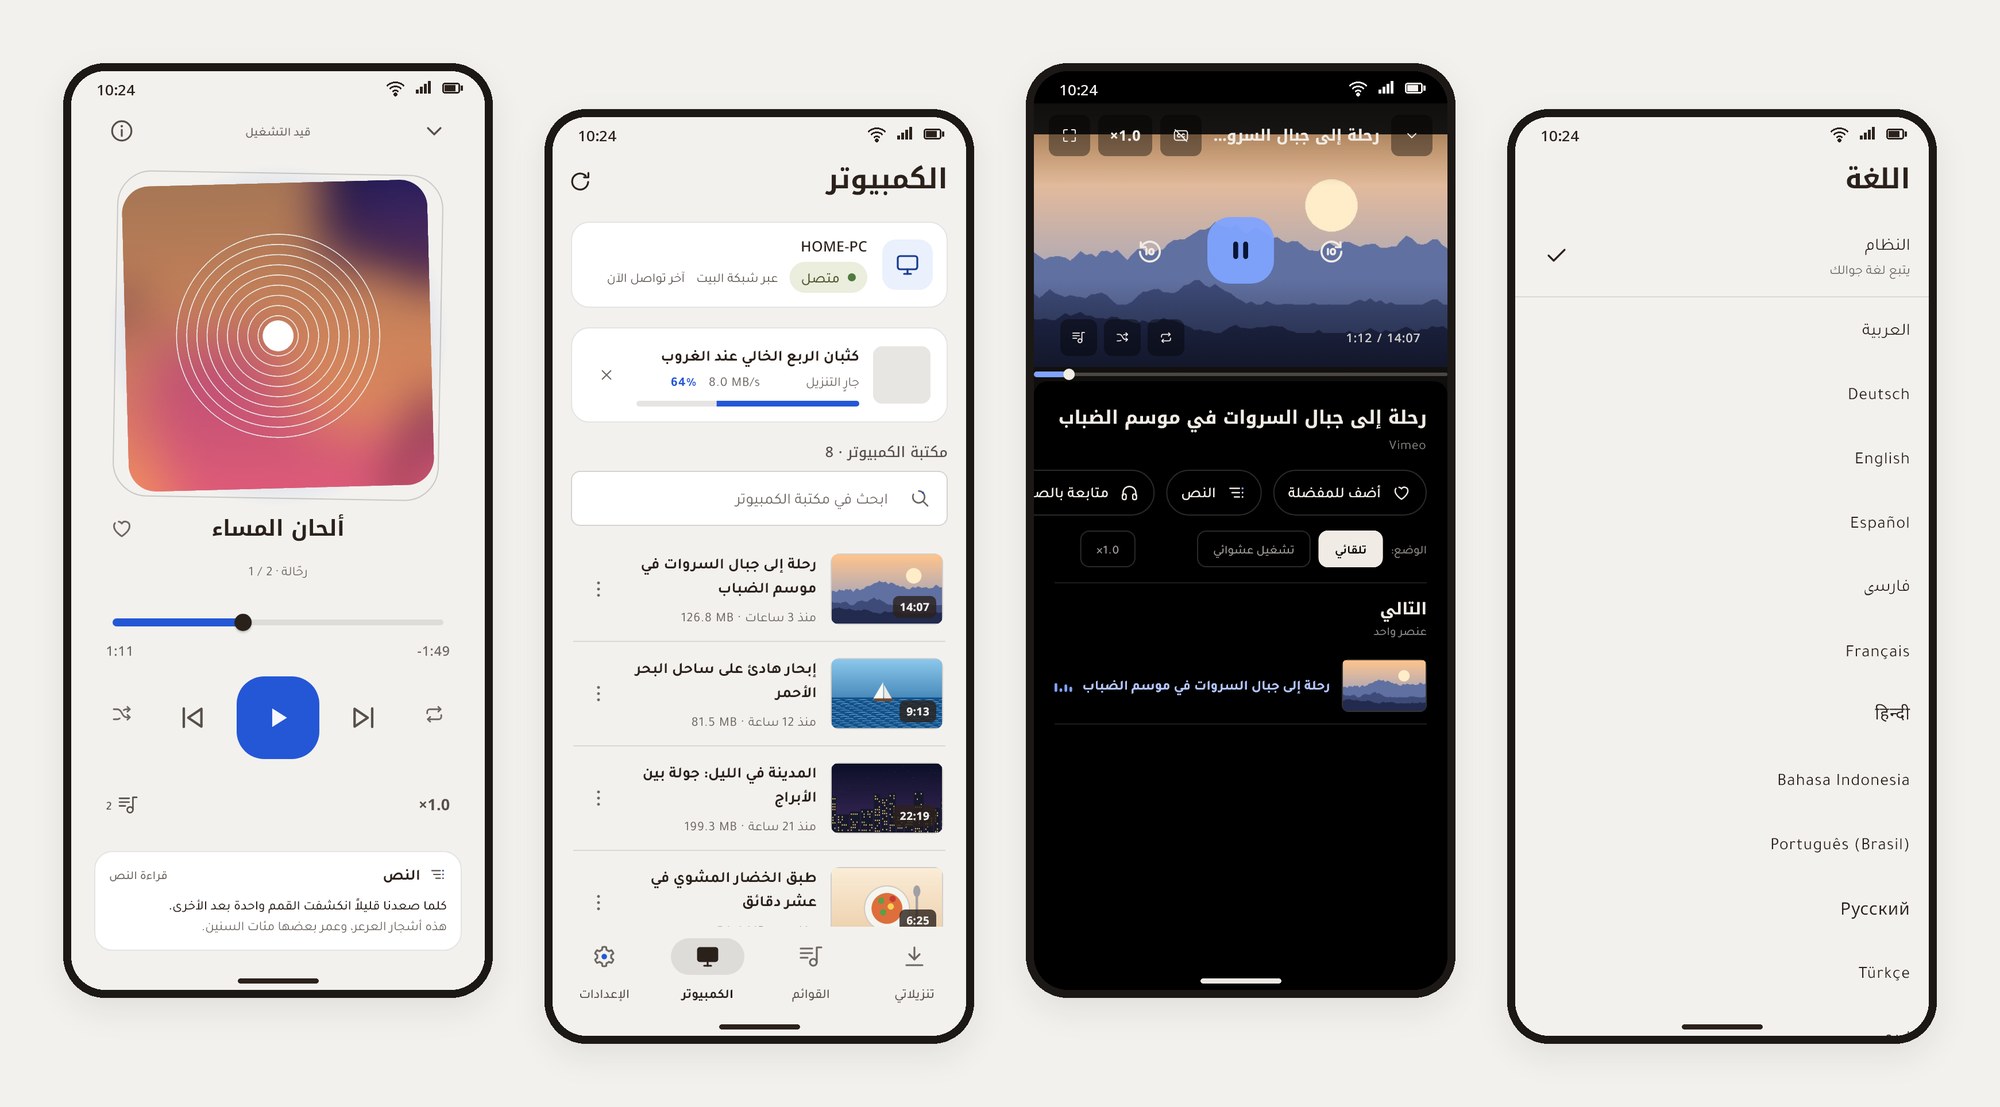 10:24
قيد التشغيل
ألحان المساء
رحّالة · 2 / 1
1:11
-1:49
2
×1.0
النص
قراءة النص
كلما صعدنا قليلاً انكشفت القمم واحدة بعد الأخرى.
هذه أشجار العرعر، وعمر بعضها مئات السنين.
10:24
الكمبيوتر
HOME-PC
متصل
عبر شبكة البيت
آخر تواصل الآن
كثبان الربع الخالي عند الغروب
جارٍ التنزيل
8.0 MB/s
64%
مكتبة الكمبيوتر · 8
ابحث في مكتبة الكمبيوتر
رحلة إلى جبال السروات في
موسم الضباب
منذ 3 ساعات · 126.8 MB
14:07
إبحار هادئ على ساحل البحر
الأحمر
منذ 12 ساعة · 81.5 MB
9:13
المدينة في الليل: جولة بين
الأبراج
منذ 21 ساعة · 199.3 MB
22:19
طبق الخضار المشوي في
عشر دقائق
6:25
تنزيلاتي
القوائم
الكمبيوتر
الإعدادات
10:24
رحلة إلى جبال السرو...
×1.0
10
10
1:12 / 14:07
رحلة إلى جبال السروات في موسم الضباب
Vimeo
أضف للمفضلة
النص
متابعة بالص
الوضع:
تلقائي
تشغيل عشوائي
×1.0
التالي
عنصر واحد
رحلة إلى جبال السروات في موسم الضباب
10:24
اللغة
النظام
يتبع لغة جوالك
العربية
Deutsch
English
Español
فارسی
Français
हिन्दी
Bahasa Indonesia
Português (Brasil)
Русский
Türkçe